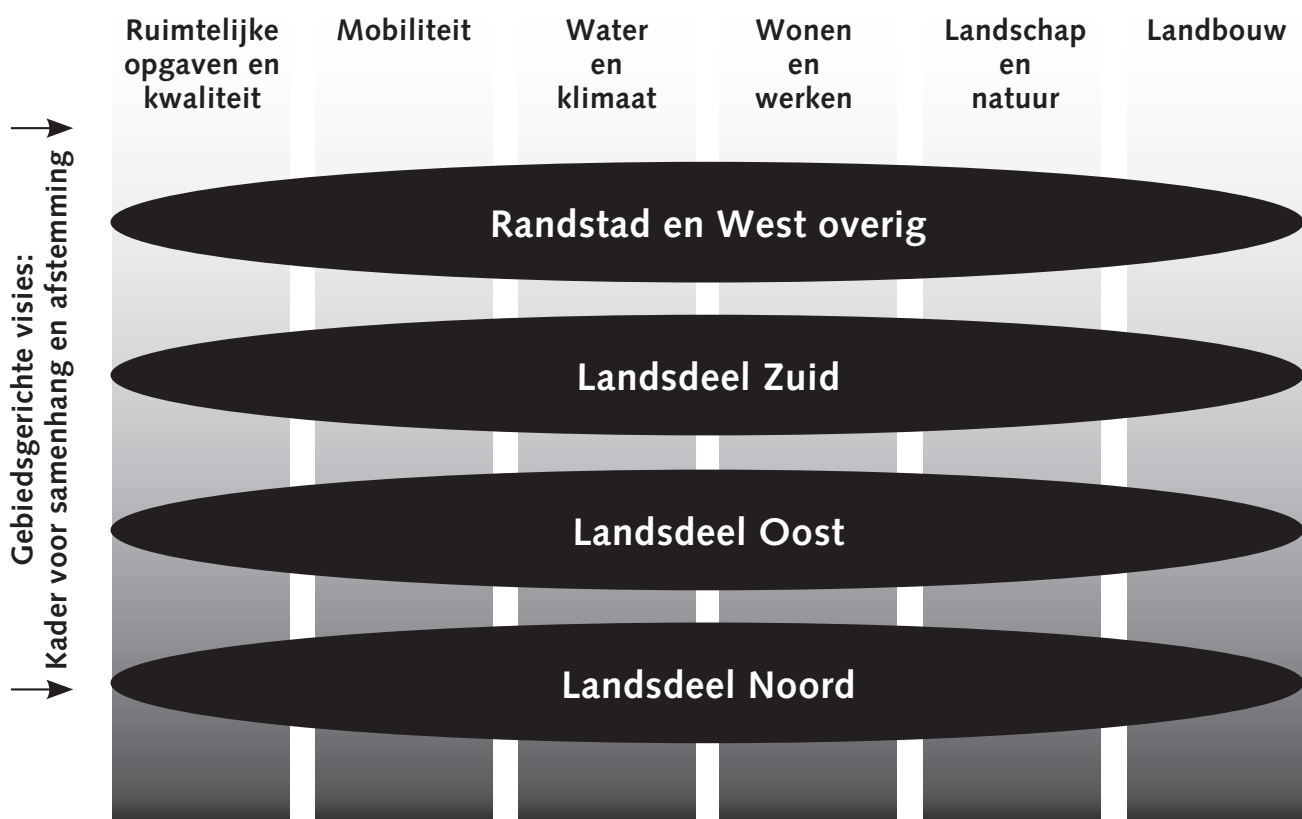 Ruimtelijke
opgaven en
kwaliteit
Mobiliteit
Water
en
klimaat
Wonen
en
werken
Landschap
en
natuur
Landbouw
Gebiedsgerichte visies:
Kader voor samenhang en afstemming
Randstad en West overig
Landsdeel Zuid
Landsdeel Oost
Landsdeel Noord